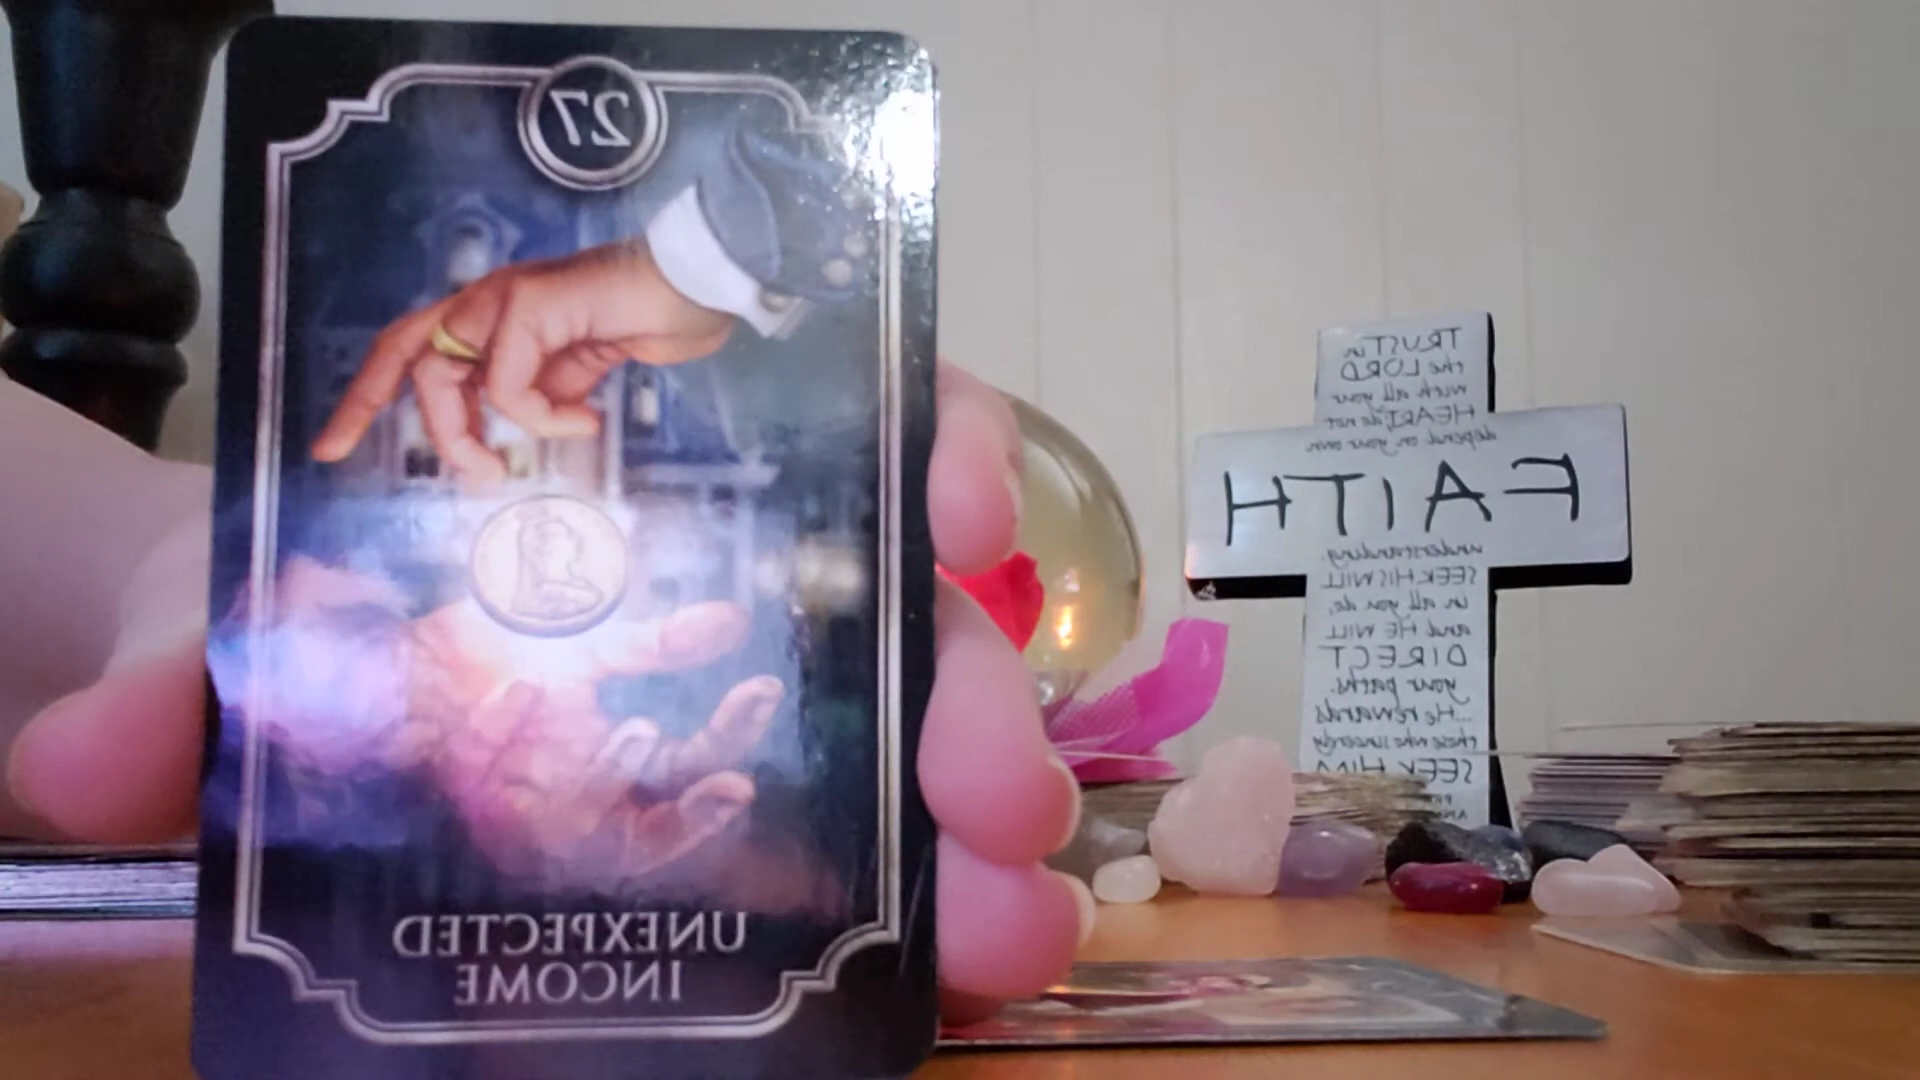 27
UNEXPECTED
INCOME
TRUST in
the LORD
with all your
HEART; do not
depend on your own
FAITH
understanding.
SEEK HIS WILL
in all you do,
and HE WILL
DIRECT
your paths.
...He rewards
those who sincerely
SEEK HIM